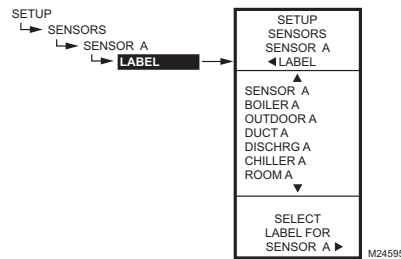 SETUP
SENSORS
SENSOR A
LABEL
SETUP
SENSORS
SENSOR A
◄LABEL
▲
SENSOR A
BOILER A
OUTDOOR A
DUCT A
DISCHRG A
CHILLER A
ROOM A
▼
SELECT
LABEL FOR
SENSOR A ►
M24595